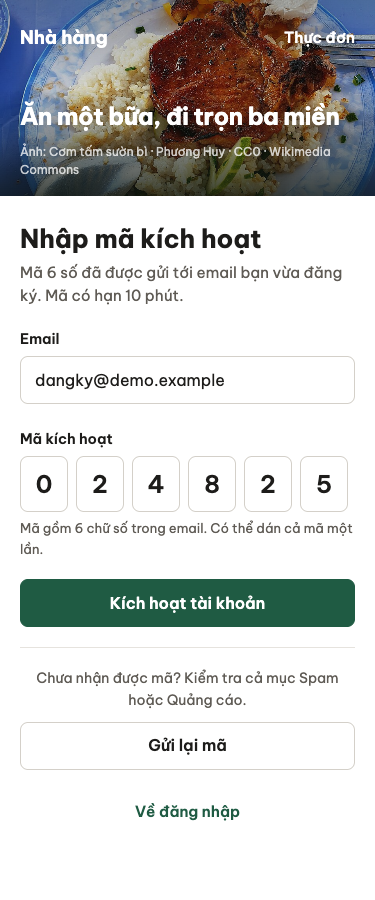 Nhà hàng
Thực đơn
Ăn một bữa, đi trọn ba miền
Ảnh: Cơm tấm sườn bì · Phương Huy · CC0 · Wikimedia
Commons
Nhập mã kích hoạt
Mã 6 số đã được gửi tới email bạn vừa đăng
ký. Mã có hạn 10 phút.
Email
dangky@demo.example
Mã kích hoạt
0 2 4 8 2 5
Mã gồm 6 chữ số trong email. Có thể dán cả mã một
lần.
Kích hoạt tài khoản
Chưa nhận được mã? Kiểm tra cả mục Spam
hoặc Quảng cáo.
Gửi lại mã
Về đăng nhập